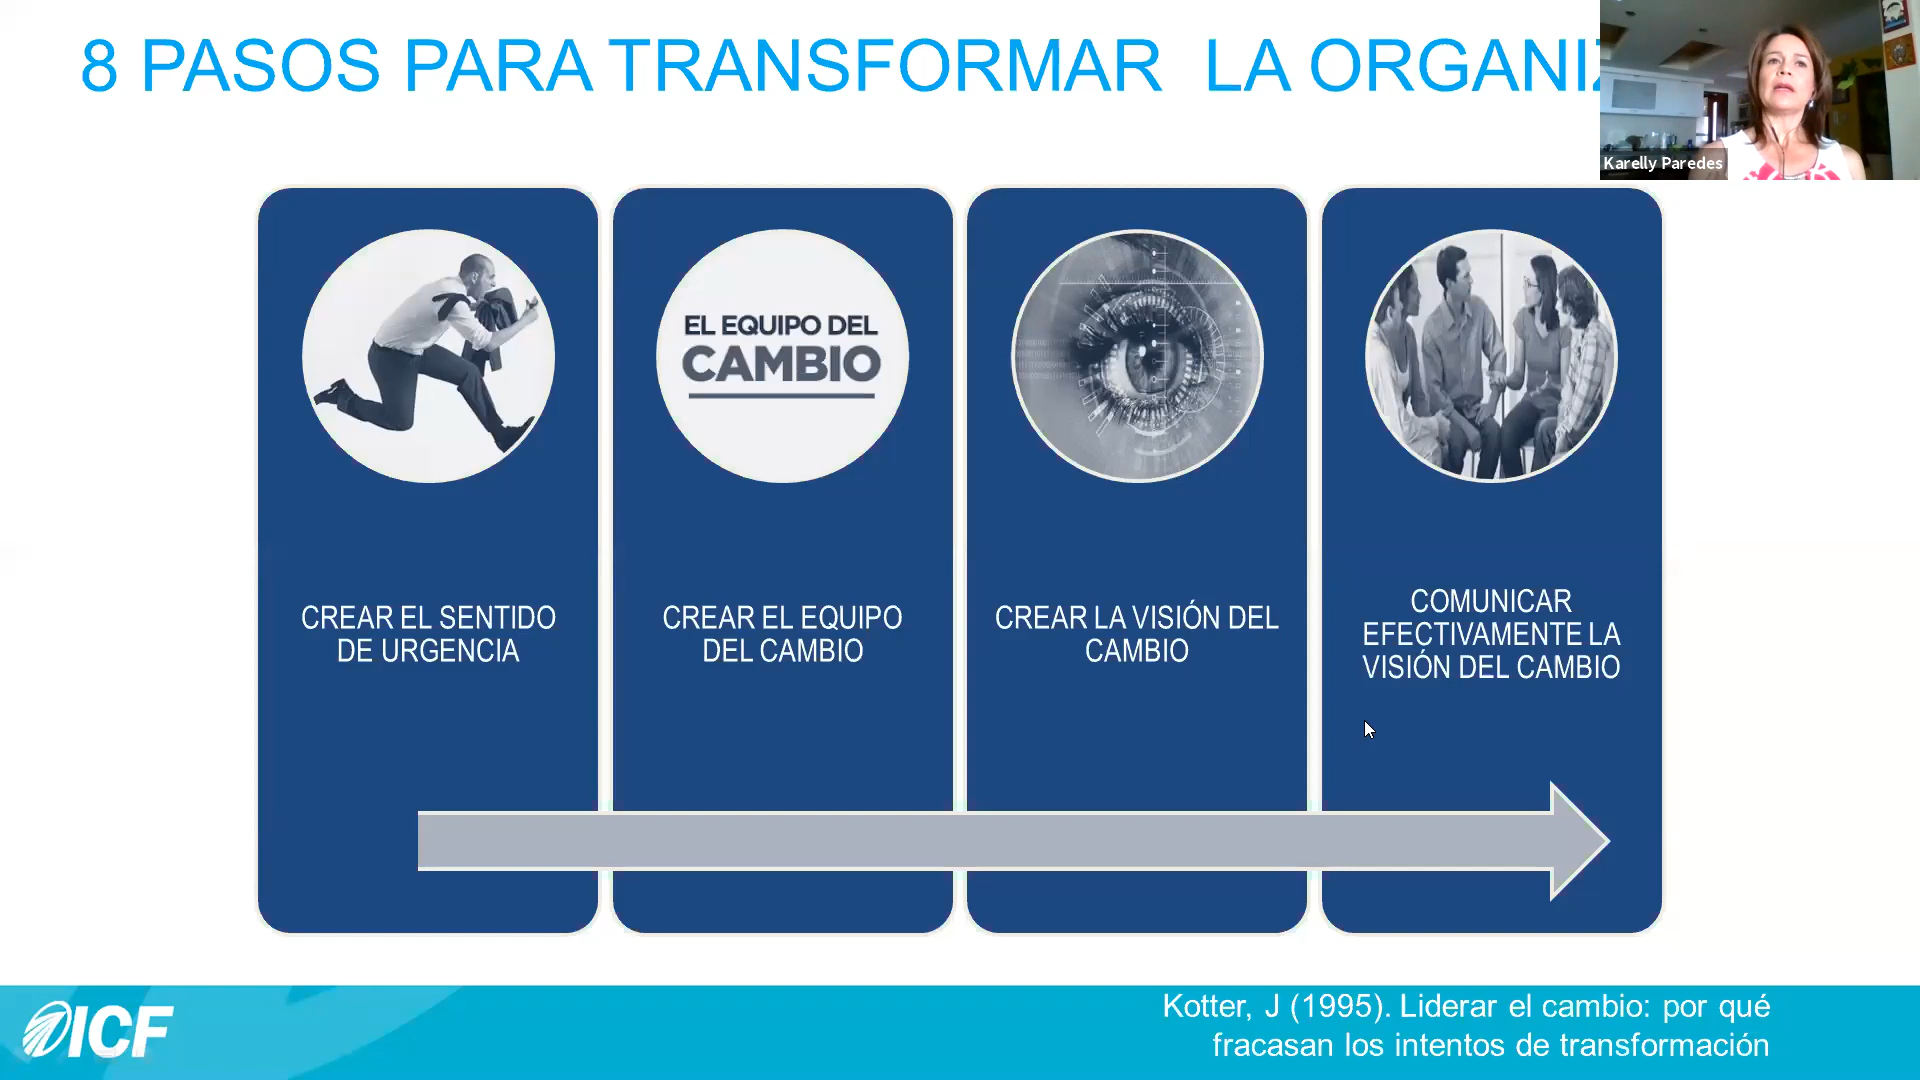 8 PASOS PARA TRANSFORMAR LA ORGANIZ
Karelly Paredes
EL EQUIPO DEL
CAMBIO
CREAR EL SENTIDO
DE URGENCIA
CREAR EL EQUIPO
DEL CAMBIO
CREAR LA VISIÓN DEL
CAMBIO
COMUNICAR
EFECTIVAMENTE LA
VISIÓN DEL CAMBIO
ICF
Kotter, J (1995). Liderar el cambio: por qué
fracasan los intentos de transformación